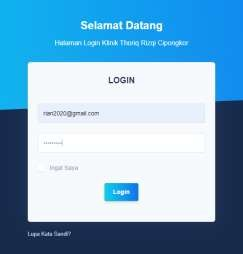 Selamat Datang
Halaman Login Klinik Thoriq Rizqi Cipongkor
LOGIN
rian2020@gmail.com
Ingat Saya
Login
Lupa Kata Sandi?